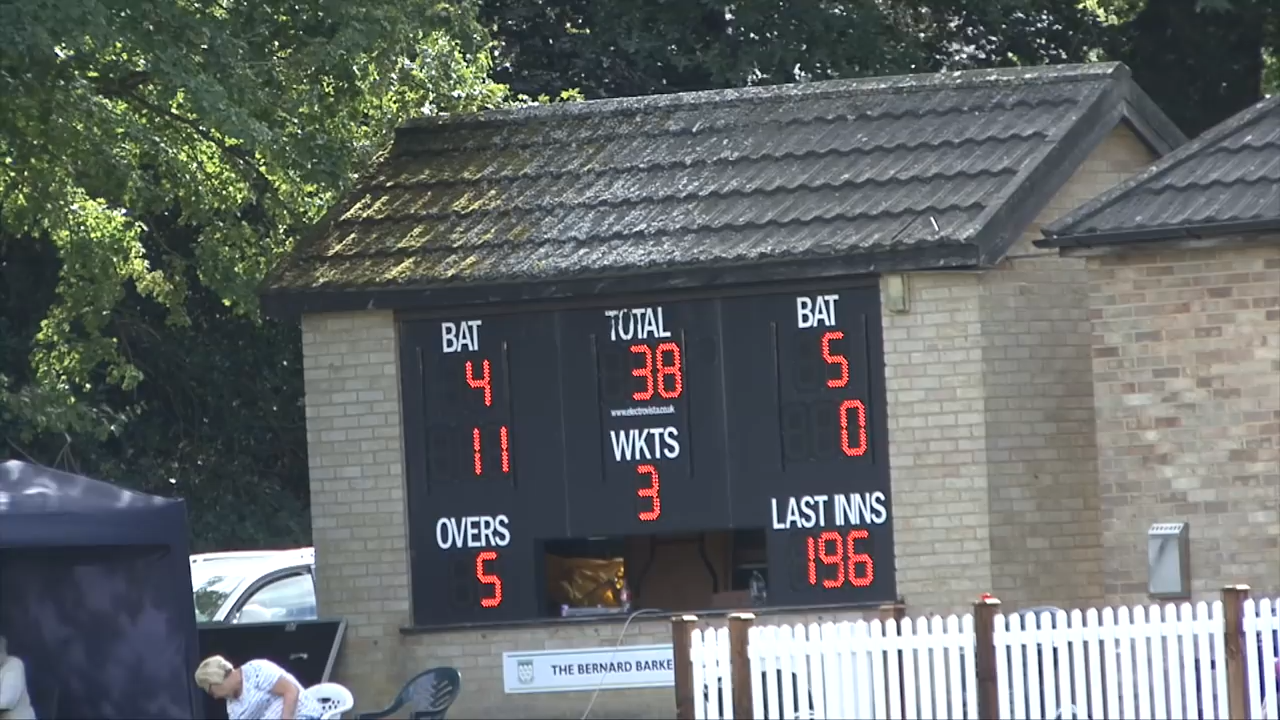 BAT
4
11
TOTAL
38
www.electrovista.co.uk
WKTS
3
BAT
5
0
OVERS
5
LAST INNS
196
THE BERNARD BARKE